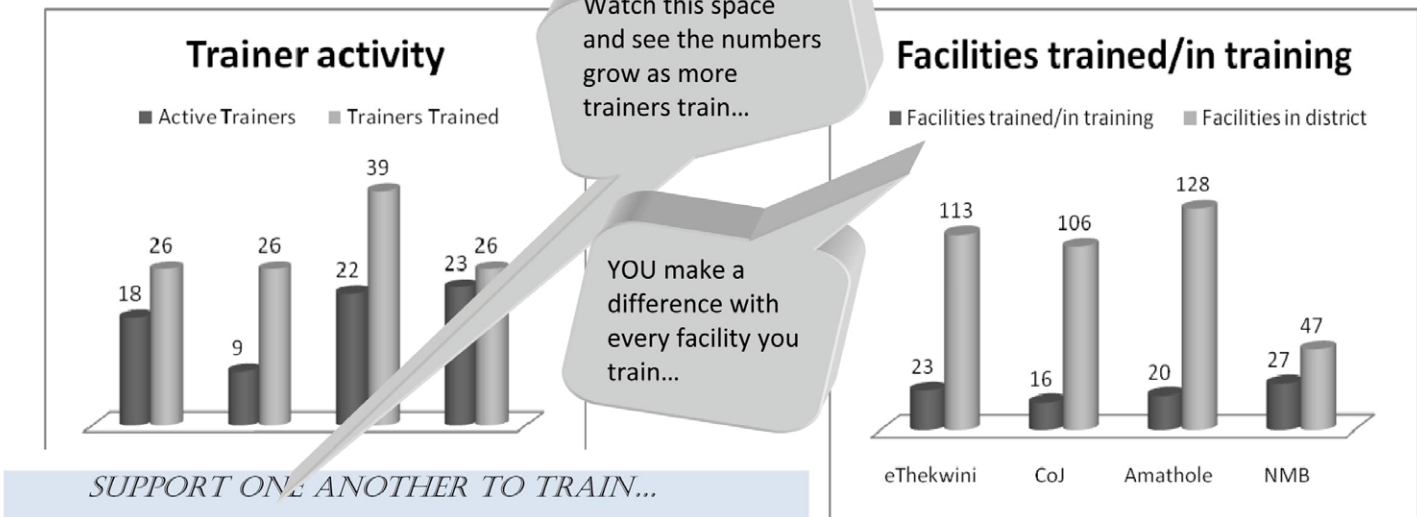 Watch this space
and see the numbers
grow as more
trainers train...
Trainer activity
Active Trainers Trainers Trained
18 26 9 26 22 39 23 26
YOU make a
difference with
every facility you
train...
Facilities trained/in training
Facilities trained/in training Facilities in district
23 113 16 106 20 128 27 47
eThekwini CoJ Amathole NMB
SUPPORT ONE ANOTHER TO TRAIN...